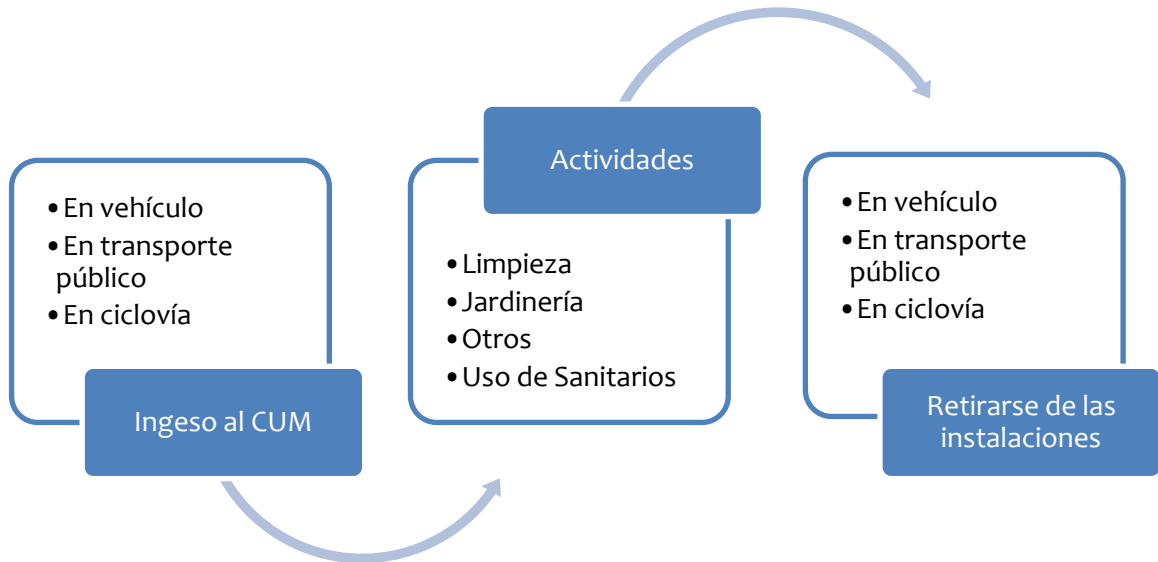 • En vehículo
• En transporte
público
• En ciclovía
Ingeso al CUM
Actividades
• Limpieza
• Jardinería
• Otros
• Uso de Sanitarios
• En vehículo
• En transporte
público
• En ciclovía
Retirarse de las
instalaciones